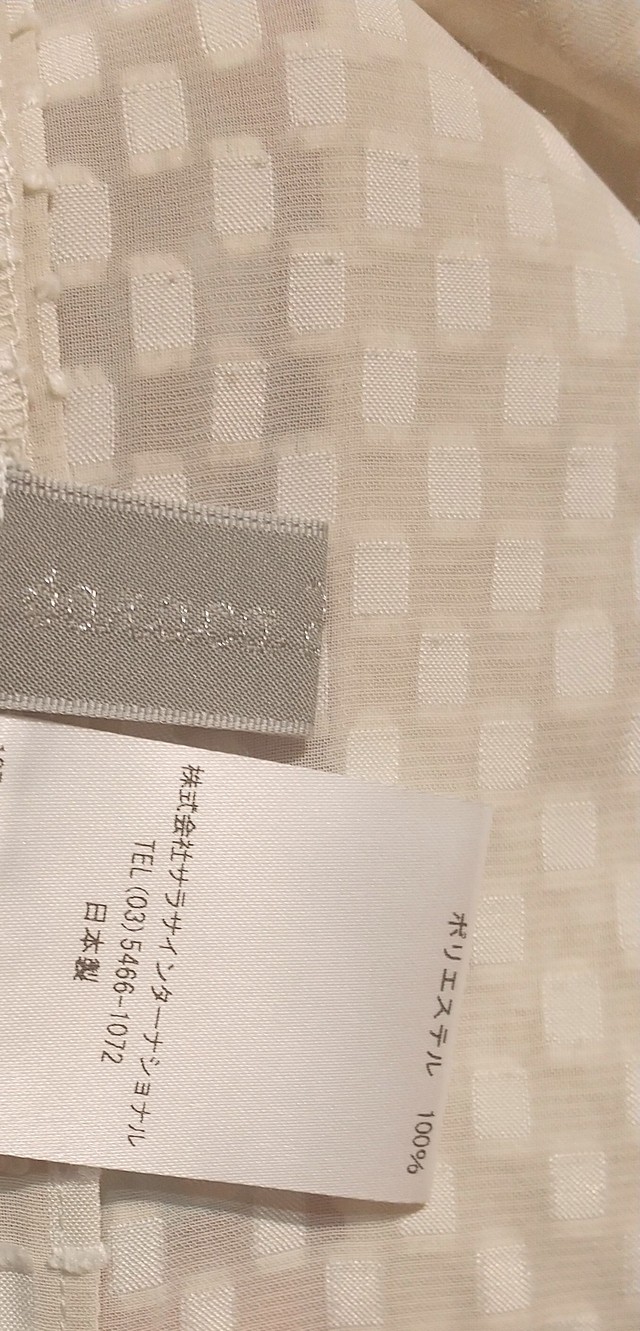 ポリエステル 100%
株式会社サラサインターナショナル
TEL (03)5466-1072
日本製